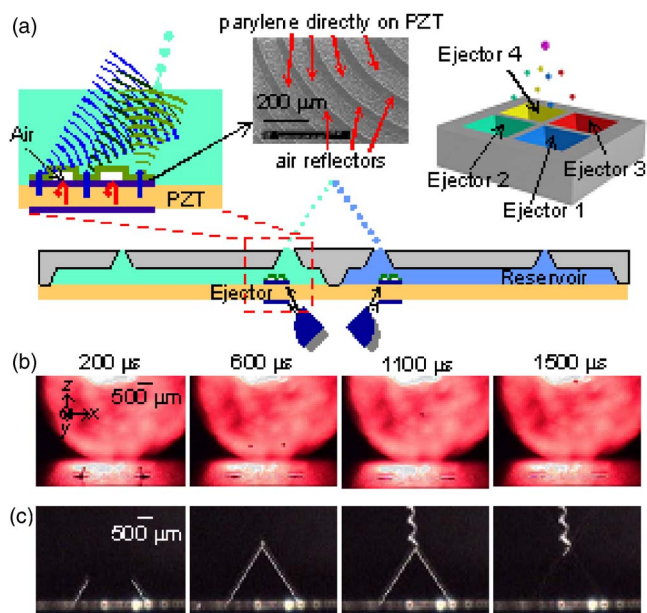 (a)
parylene directly on PZT
200 µm
air reflectors
Air
PZT
Ejector 4
Ejector 3
Ejector 2
Ejector 1
Ejector
Reservoir
(b)
200 µs
600 µs
1100 µs
1500 µs
500 µm
z
x
y
(c)
500 µm